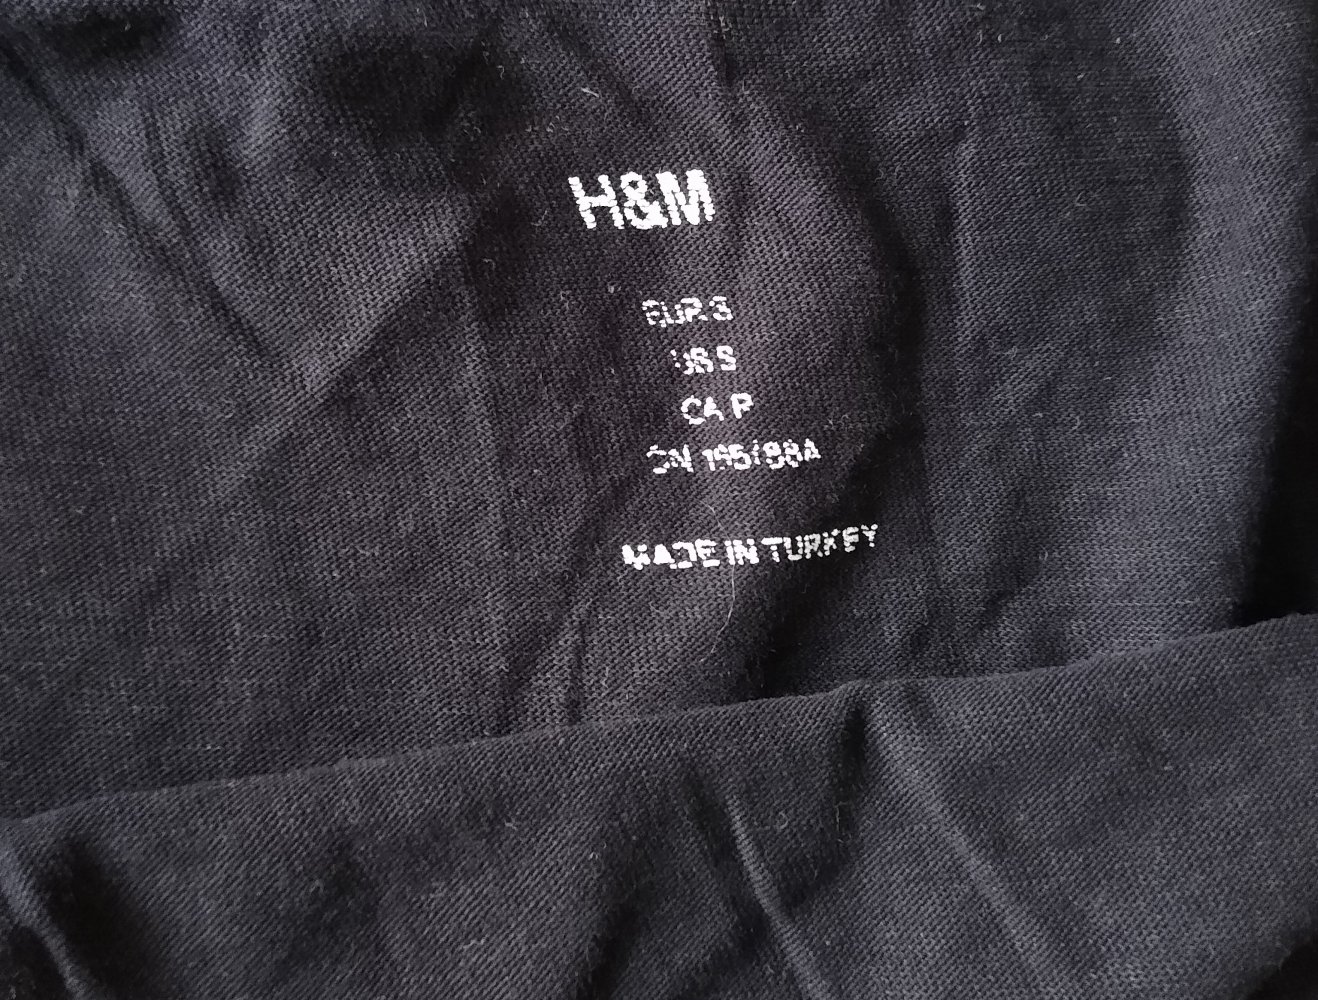 H&M
EUR S
US S
CA P
CN 165/88A
MADE IN TURKEY